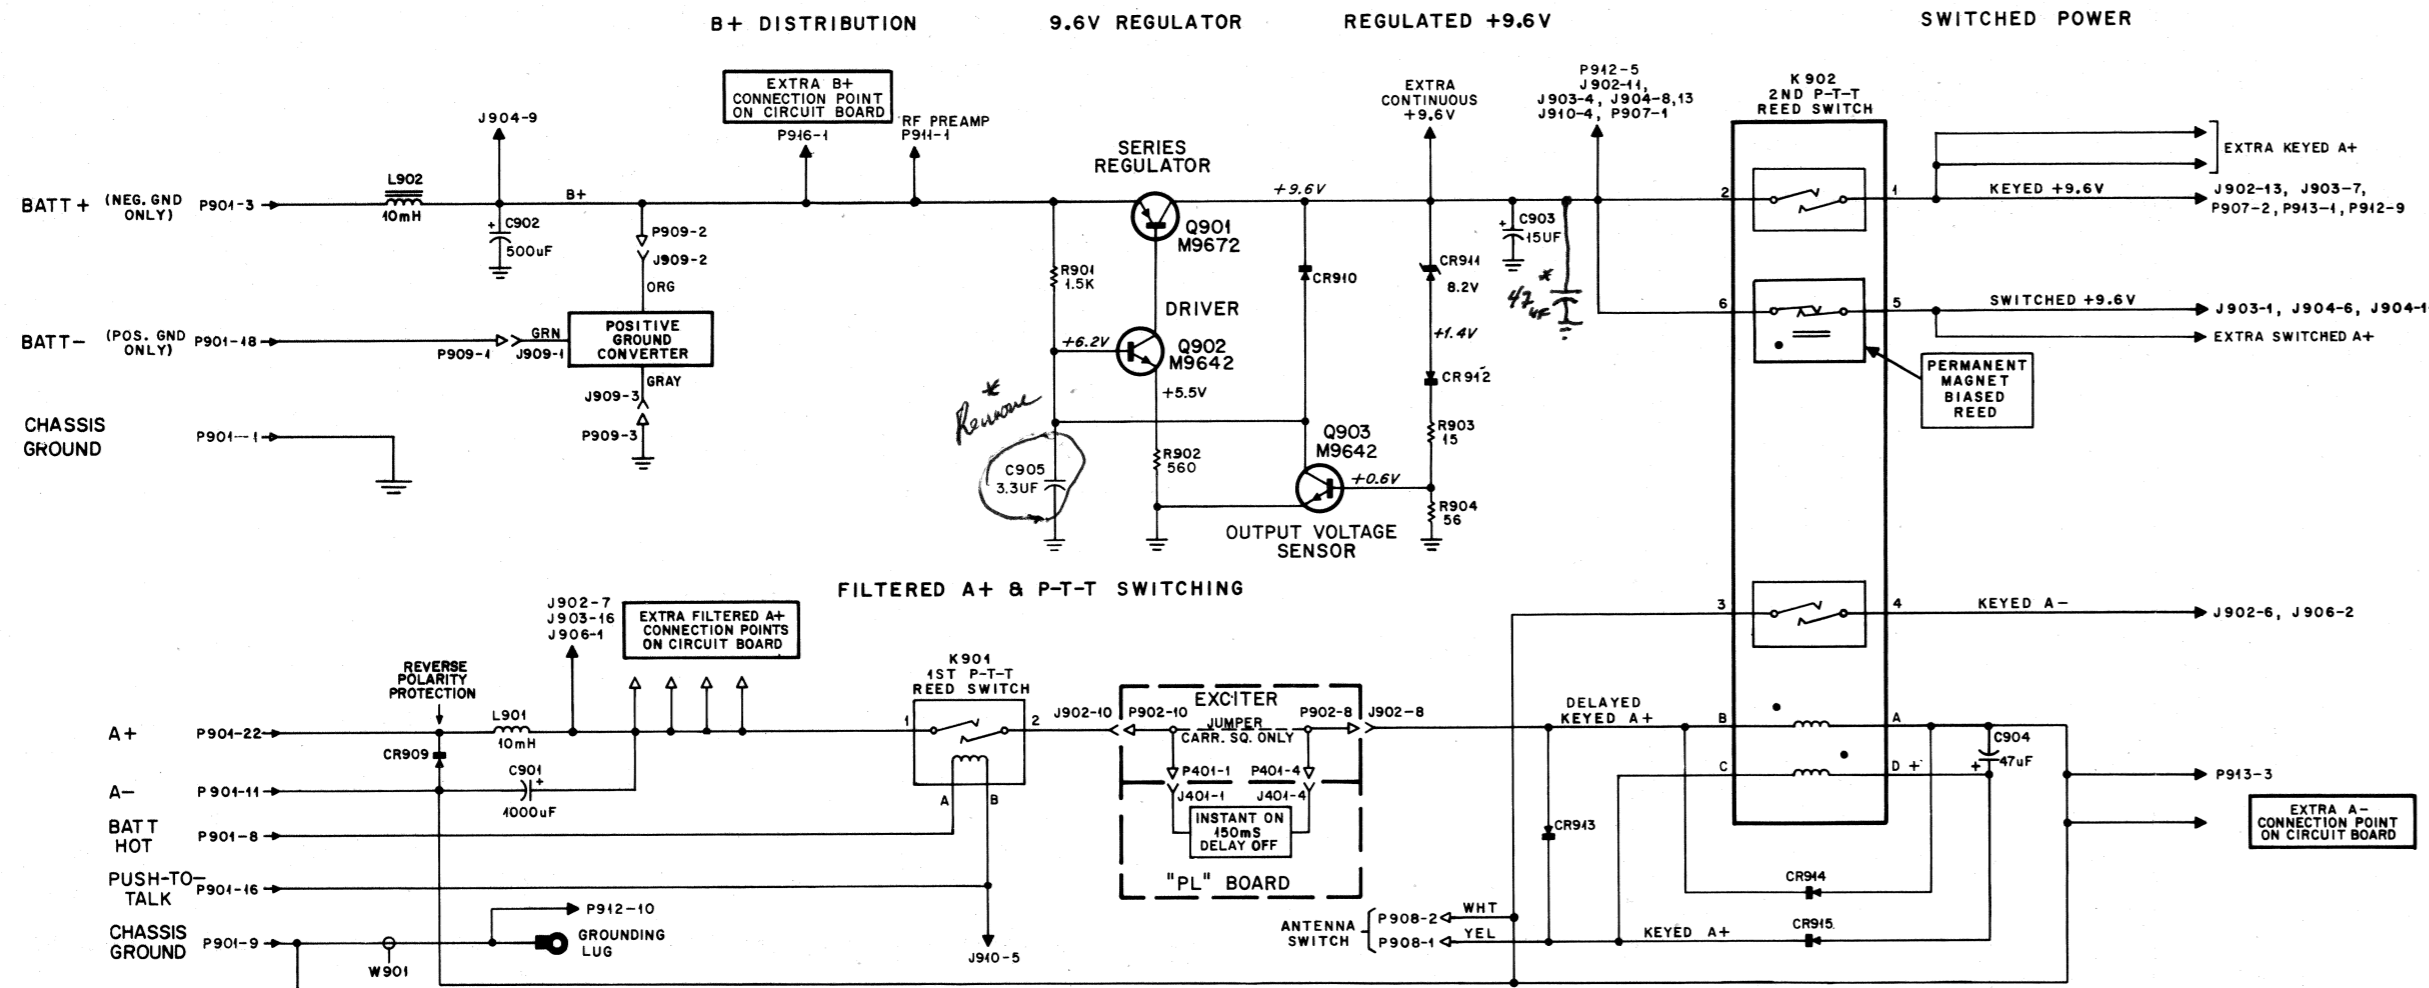 B+ DISTRIBUTION
9.6V REGULATOR
REGULATED +9.6V
SWITCHED POWER
EXTRA B+
CONNECTION POINT
ON CIRCUIT BOARD
P916-1
J904-9
RF PREAMP
P911-1
EXTRA
CONTINUOUS
+9.6V
P912-5
J902-11,
J903-4, J904-8,13
J910-4, P907-1
K902
2ND P-T-T
REED SWITCH
SERIES
REGULATOR
EXTRA KEYED A+
BATT+
(NEG. GND
ONLY)
P901-3
L902
10mH
B+
+9.6V
2
1
KEYED +9.6V
J902-13, J903-7,
P907-2, P913-1, P912-9
+
C902
500uF
P909-2
J909-2
ORG
Q901
M9672
+
C903
15UF
R901
1.5K
CR910
CR911
8.2V
*
47
uF
DRIVER
6
5
SWITCHED +9.6V
J903-1, J904-6, J904-1
EXTRA SWITCHED A+
BATT-
(POS. GND
ONLY)
P901-18
P909-1
GRN
J909-1
POSITIVE
GROUND
CONVERTER
+6.2V
Q902
M9642
+1.4V
CR912
+5.5V
PERMANENT
MAGNET
BIASED
REED
GRAY
J909-3
P909-3
*
Remove
CHASSIS
GROUND
P901-1
C905
3.3UF
R902
560
Q903
M9642
R903
15
+0.6V
R904
56
OUTPUT VOLTAGE
SENSOR
FILTERED A+ & P-T-T SWITCHING
J902-7
J903-16
J906-1
EXTRA FILTERED A+
CONNECTION POINTS
ON CIRCUIT BOARD
3
4
KEYED A-
J902-6, J906-2
REVERSE
POLARITY
PROTECTION
K901
1ST P-T-T
REED SWITCH
A+
P901-22
L901
10mH
1
2
J902-10
P902-10
EXCITER
JUMPER
CARR. SQ. ONLY
P902-8
J902-8
DELAYED
KEYED A+
B
A
C904
47uF
+
CR909
A-
P901-11
C901
+
1000uF
A
B
P401-1
P401-4
J401-1
J401-4
C
D +
P913-3
INSTANT ON
150mS
DELAY OFF
CR913
EXTRA A-
CONNECTION POINT
ON CIRCUIT BOARD
BATT
HOT
P901-8
PUSH-TO-
TALK
P901-16
"PL" BOARD
CR914
P912-10
ANTENNA
SWITCH
P908-2
WHT
P908-1
YEL
KEYED A+
CR915
CHASSIS
GROUND
P901-9
W901
GROUNDING
LUG
J910-5